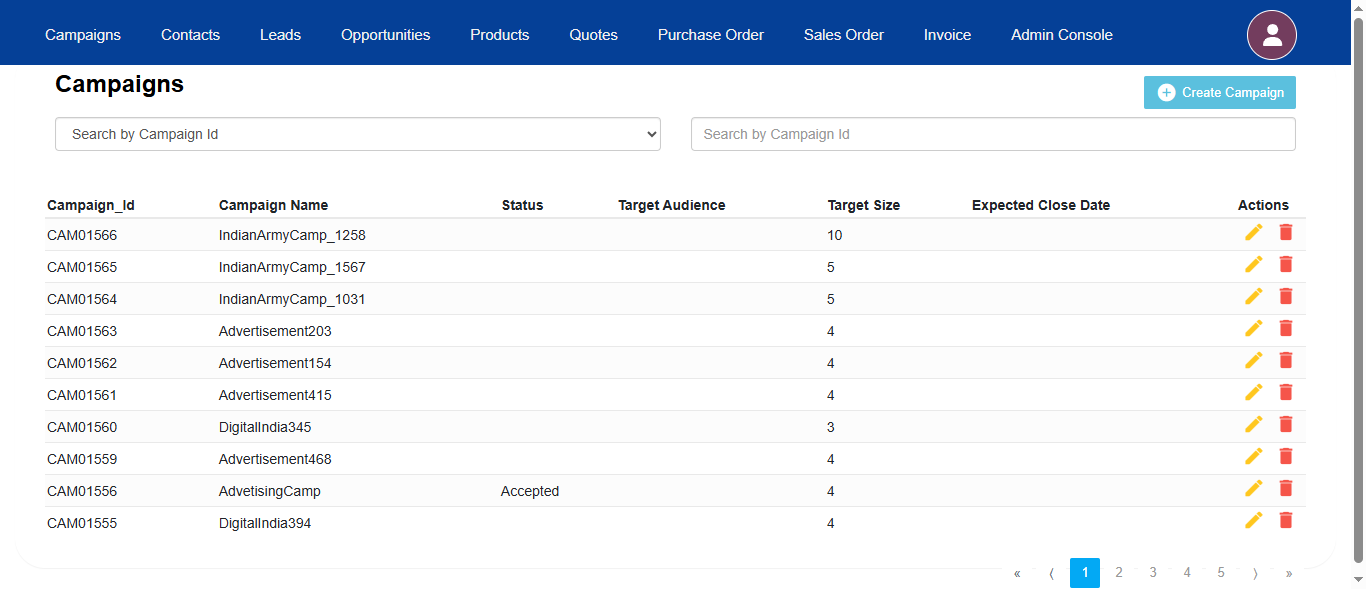 Campaigns Contacts Leads Opportunities Products Quotes Purchase Order Sales Order Invoice Admin Console
Campaigns
Create Campaign
Search by Campaign Id Search by Campaign Id
Campaign_Id Campaign Name Status Target Audience Target Size Expected Close Date Actions
CAM01566 IndianArmyCamp_1258 10
CAM01565 IndianArmyCamp_1567 5
CAM01564 IndianArmyCamp_1031 5
CAM01563 Advertisement203 4
CAM01562 Advertisement154 4
CAM01561 Advertisement415 4
CAM01560 DigitalIndia345 3
CAM01559 Advertisement468 4
CAM01556 AdvetisingCamp Accepted 4
CAM01555 DigitalIndia394 4
« ⟨ 1 2 3 4 5 ⟩ »